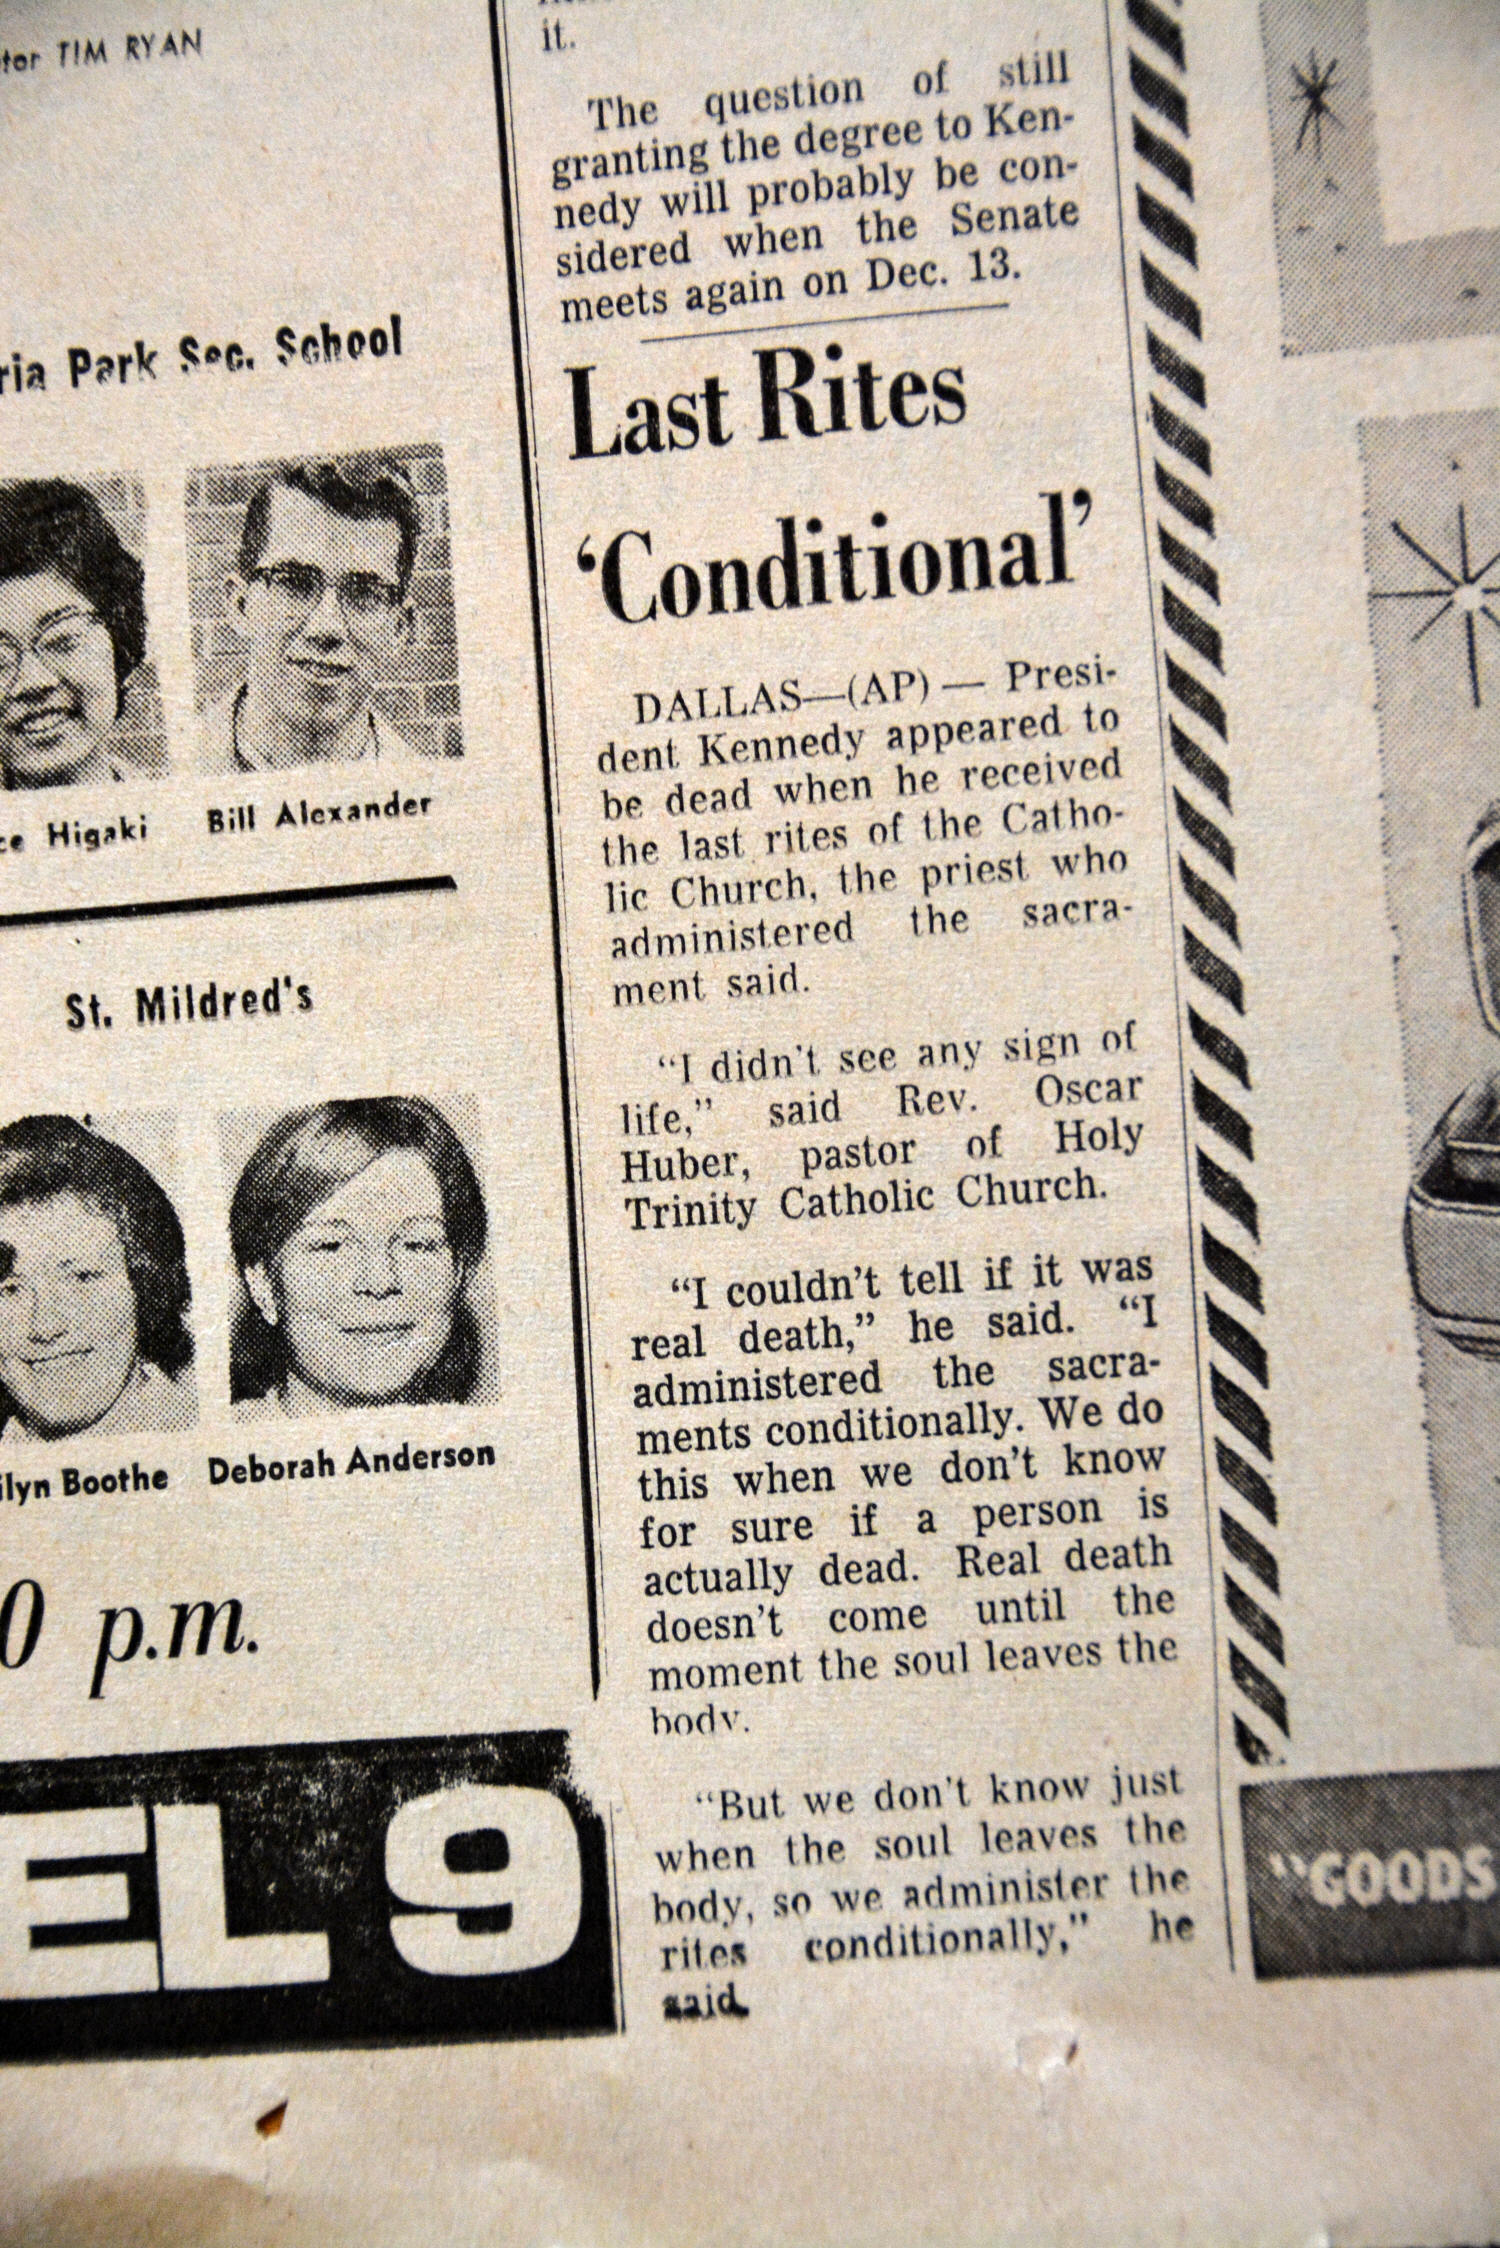 TIM RYAN
Park Sec. School
Higaki
Bill Alexander
St. Mildred's
Boothe
Deborah Anderson
0 p.m.
EL 9
it.
The question of still
granting the degree to Ken-
nedy will probably be con-
sidered when the Senate
meets again on Dec. 13.
Last Rites
‘Conditional’
DALLAS—(AP) — Presi-
dent Kennedy appeared to
be dead when he received
the last rites of the Catho-
lic Church, the priest who
administered the sacra-
ment said.
“I didn't see any sign of
life,” said Rev. Oscar
Huber, pastor of Holy
Trinity Catholic Church.
“I couldn't tell if it was
real death,” he said. “I
administered the sacra-
ments conditionally. We do
this when we don't know
for sure if a person is
actually dead. Real death
doesn't come until the
moment the soul leaves the
body.
“But we don't know just
when the soul leaves the
body, so we administer the
rites conditionally,” he
said.
“GOODS